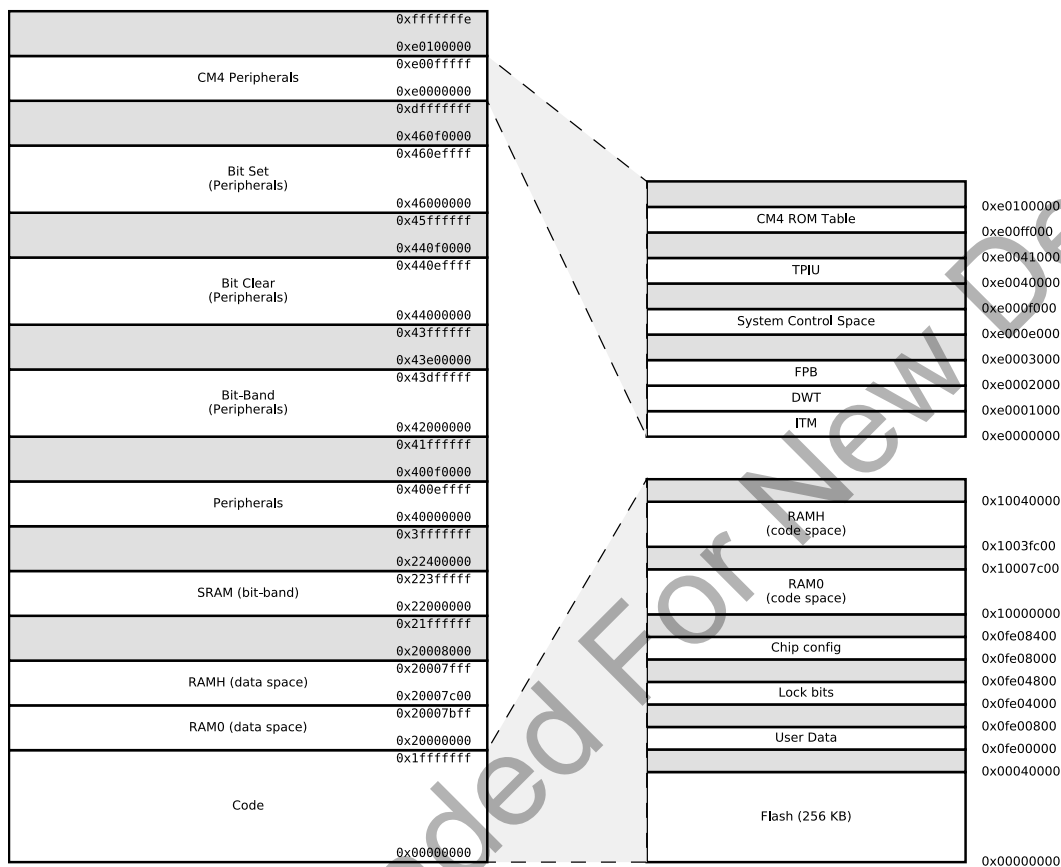 0xfffffffe
0xe0100000
0xe00fffff
CM4 Peripherals
0xe0000000
0xdfffffff
0x460f0000
0x460effff
Bit Set
(Peripherals)
0x46000000
0x45ffffff
0x440f0000
0x440effff
Bit Clear
(Peripherals)
0x44000000
0x43ffffff
0x43e00000
0x43dfffff
Bit-Band
(Peripherals)
0x42000000
0x41ffffff
0x400f0000
0x400effff
Peripherals
0x40000000
0x3fffffff
0x22400000
0x223fffff
SRAM (bit-band)
0x22000000
0x21ffffff
0x20008000
0x20007fff
RAMH (data space)
0x20007c00
0x20007bff
RAM0 (data space)
0x20000000
0x1fffffff
Code
0x00000000
0xe0100000
CM4 ROM Table
0xe00ff000
0xe0041000
TPIU
0xe0040000
0xe000f000
System Control Space
0xe000e000
0xe0003000
FPB
0xe0002000
DWT
0xe0001000
ITM
0xe0000000
0x10040000
RAMH
(code space)
0x1003fc00
0x10007c00
RAM0
(code space)
0x10000000
0x0fe08400
Chip config
0x0fe08000
0x0fe04800
Lock bits
0x0fe04000
0x0fe00800
User Data
0x0fe00000
0x00040000
Flash (256 KB)
0x00000000
ded For New De